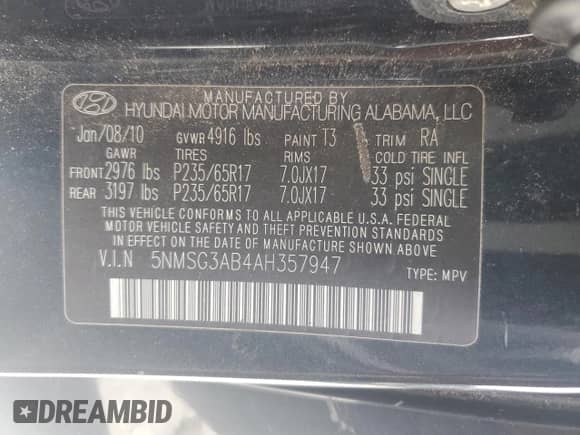 MANUFACTURED BY
HYUNDAI MOTOR MANUFACTURING ALABAMA, LLC
Jan/08/10 GVWR 4916 lbs PAINT T3 TRIM RA
GAWR TIRES RIMS COLD TIRE INFL
FRONT 2976 lbs P235/65R17 7.0JX17 33 psi SINGLE
REAR 3197 lbs P235/65R17 7.0JX17 33 psi SINGLE
THIS VEHICLE CONFORMS TO ALL APPLICABLE U.S.A. FEDERAL
MOTOR VEHICLE SAFETY AND THEFT PREVENTION STANDARDS
IN EFFECT ON THE DATE OF MANUFACTURE SHOWN ABOVE.
V.I.N 5NMSG3AB4AH357947
TYPE: MPV
DREAMBID